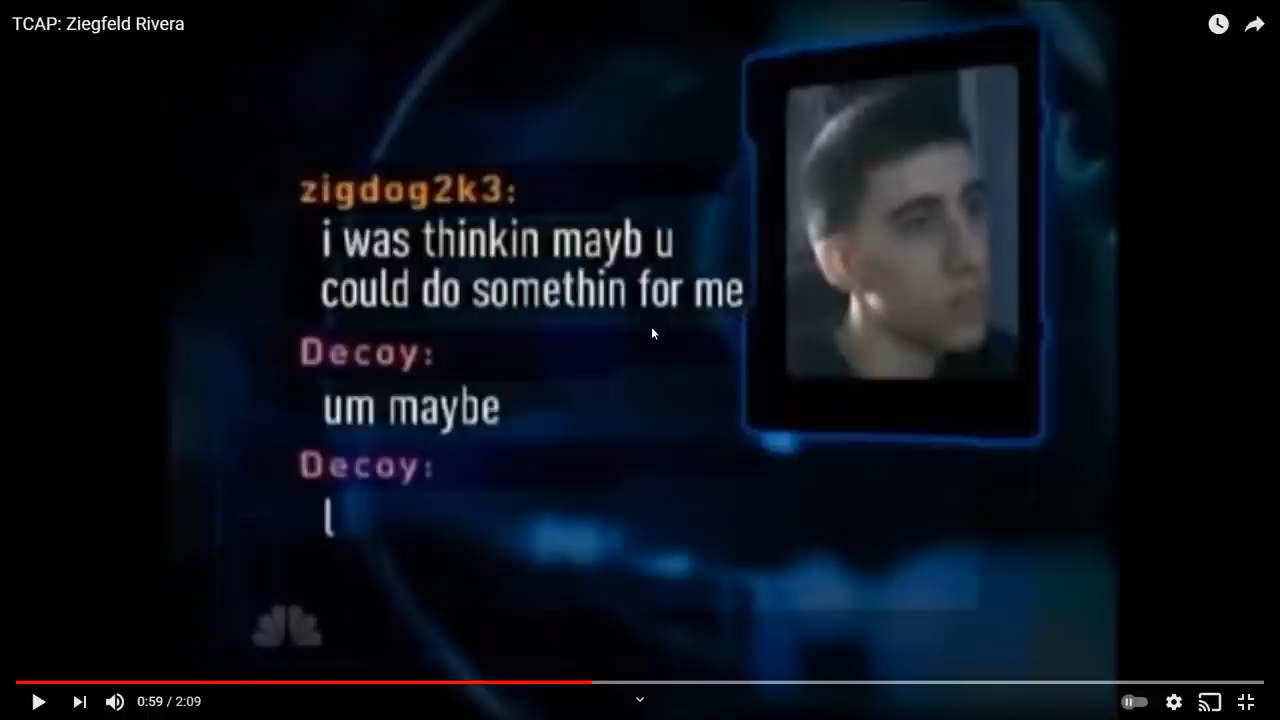 TCAP: Ziegfeld Rivera
zigdog2k3:
i was thinkin mayb u
could do somethin for me
Decoy:
um maybe
Decoy:
l
0:59 / 2:09